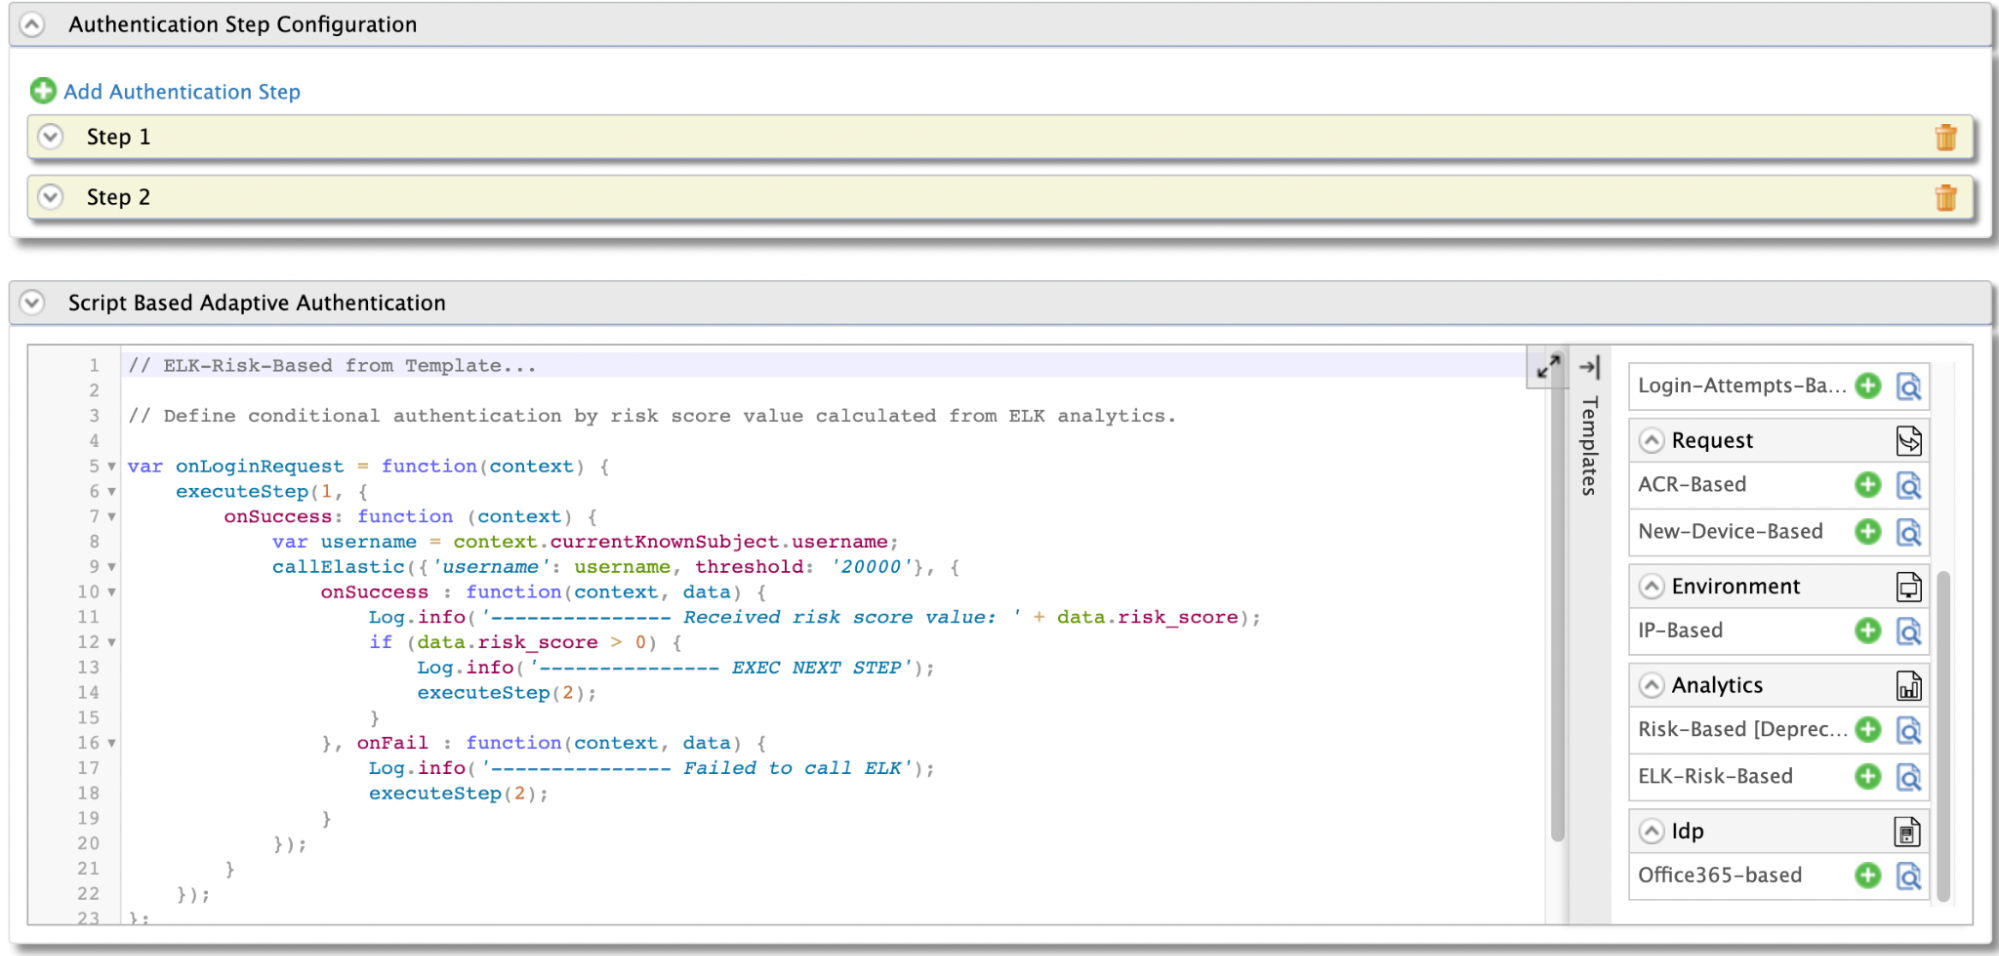 Authentication Step Configuration
Add Authentication Step
Step 1
Step 2
Script Based Adaptive Authentication
1 // ELK-Risk-Based from Template...
2
3 // Define conditional authentication by risk score value calculated from ELK analytics.
4
5 var onLoginRequest = function(context) {
6     executeStep(1, {
7         onSuccess: function (context) {
8             var username = context.currentKnownSubject.username;
9             callElastic({'username': username, threshold: '20000'}, {
10                 onSuccess : function(context, data) {
11                     Log.info('--------------- Received risk score value: ' + data.risk_score);
12                     if (data.risk_score > 0) {
13                         Log.info('--------------- EXEC NEXT STEP');
14                         executeStep(2);
15                     }
16                 }, onFail : function(context, data) {
17                     Log.info('--------------- Failed to call ELK');
18                     executeStep(2);
19                 }
20             });
21         }
22     });
23 };
Templates
Login-Attempts-Ba...
Request
ACR-Based
New-Device-Based
Environment
IP-Based
Analytics
Risk-Based [Deprec...
ELK-Risk-Based
Idp
Office365-based